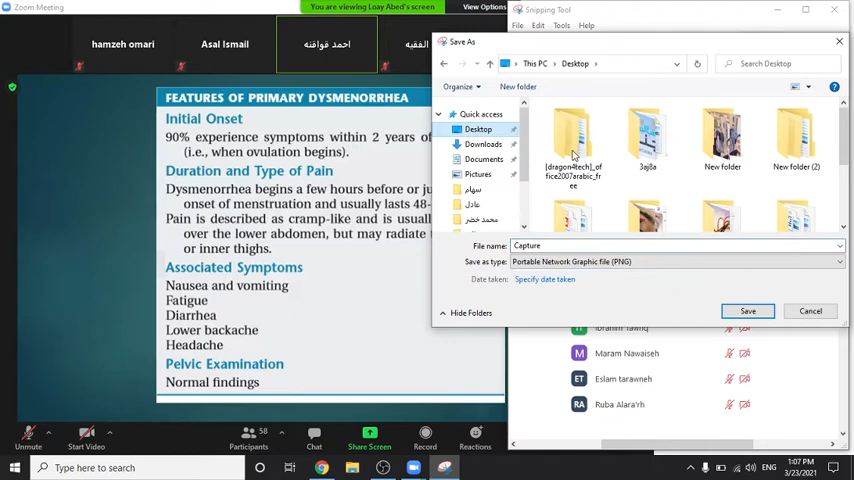 Zoom Meeting
You are viewing Loay Abed's screen
View Options
hamzeh omari
Asal Ismail
احمد قواقنه
الفقيه
FEATURES OF PRIMARY DYSMENORRHEA
Initial Onset
90% experience symptoms within 2 years of
(i.e., when ovulation begins).
Duration and Type of Pain
Dysmenorrhea begins a few hours before or ju
onset of menstruation and usually lasts 48-
Pain is described as cramp-like and is usual
over the lower abdomen, but may radiate
or inner thighs.
Associated Symptoms
Nausea and vomiting
Fatigue
Diarrhea
Lower backache
Headache
Pelvic Examination
Normal findings
Snipping Tool
File Edit Tools Help
Save As
This PC > Desktop >
Search Desktop
Organize
New folder
Quick access
Desktop
Downloads
Documents
Pictures
سهام
عادل
محمد خضر
[dragon4tech]_of
fice2007arabic_fr
ee
3aj8a
New folder
New folder (2)
File name: Capture
Save as type: Portable Network Graphic file (PNG)
Date taken: Specify date taken
Hide Folders
Save
Cancel
M Maram Nawaiseh
ET Eslam tarawneh
RA Ruba Alara'rh
Unmute
Start Video
Participants
58
Chat
Share Screen
Record
Reactions
Type here to search
ENG
1:07 PM
3/23/2021